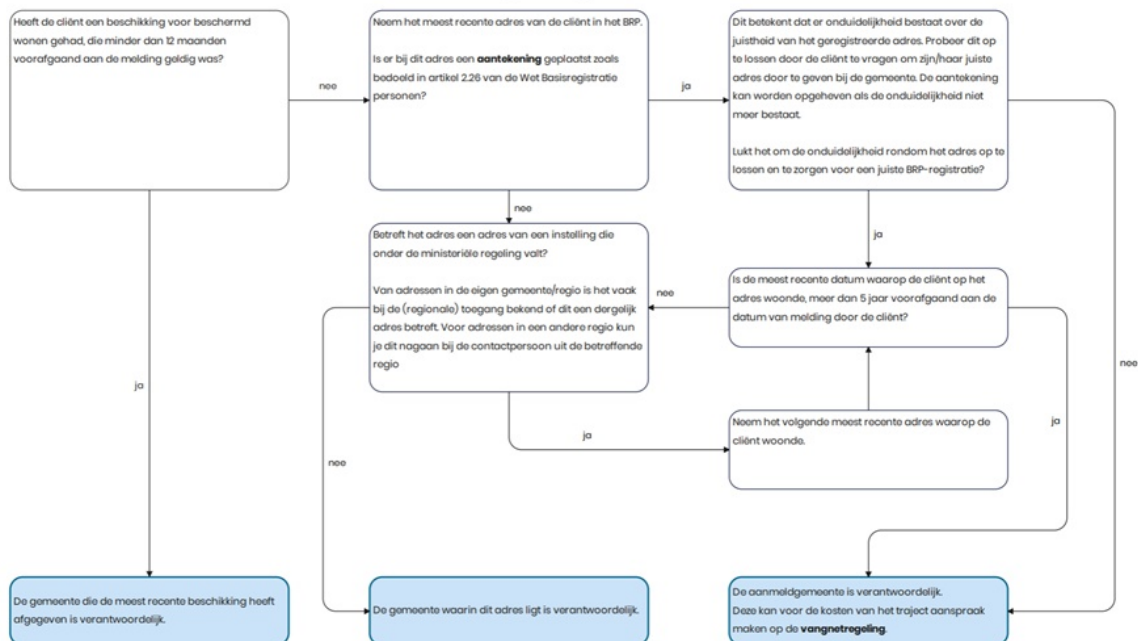 Heeft de cliënt een beschikking voor beschermd
wonen gehad, die minder dan 12 maanden
voorafgaand aan de melding geldig was?
nee
Neem het meest recente adres van de cliënt in het BRP.
Is er bij dit adres een aantekening geplaatst zoals
bedoeld in artikel 2.26 van de Wet Basisregistratie
personen?
ja
Dit betekent dat er onduidelijkheid bestaat over de
juistheid van het geregistreerde adres. Probeer dit op
te lossen door de cliënt te vragen om zijn/haar juiste
adres door te geven bij de gemeente. De aantekening
kan worden opgeheven als de onduidelijkheid niet
meer bestaat.
Lukt het om de onduidelijkheid rondom het adres op te
lossen en te zorgen voor een juiste BRP-registratie?
nee
ja
Betreft het adres een adres van een instelling die
onder de ministeriële regeling valt?
Van adressen in de eigen gemeente/regio is het vaak
bij de (regionale) toegang bekend of dit een dergelijk
adres betreft. Voor adressen in een andere regio kun
je dit nagaan bij de contactpersoon uit de betreffende
regio
nee
Is de meest recente datum waarop de cliënt op het
adres woonde, meer dan 5 jaar voorafgaand aan de
datum van melding door de cliënt?
nee
ja
ja
Neem het volgende meest recente adres waarop de
cliënt woonde.
ja
nee
De gemeente die de meest recente beschikking heeft
afgegeven is verantwoordelijk.
De gemeente waarin dit adres ligt is verantwoordelijk.
De aanmeldgemeente is verantwoordelijk.
Deze kan voor de kosten van het traject aanspraak
maken op de vangnetregeling.